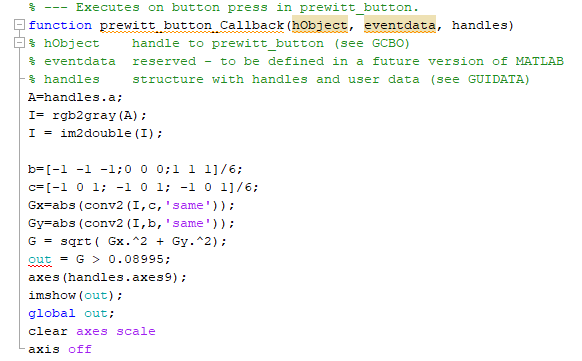 % --- Executes on button press in prewitt_button.
function prewitt_button_Callback(hObject, eventdata, handles)
% hObject    handle to prewitt_button (see GCBO)
% eventdata  reserved - to be defined in a future version of MATLAB
% handles    structure with handles and user data (see GUIDATA)
A=handles.a;
I= rgb2gray(A);
I = im2double(I);

b=[-1 -1 -1;0 0 0;1 1 1]/6;
c=[-1 0 1; -1 0 1; -1 0 1]/6;
Gx=abs(conv2(I,c,'same'));
Gy=abs(conv2(I,b,'same'));
G = sqrt( Gx.^2 + Gy.^2);
out = G > 0.08995;
axes(handles.axes9);
imshow(out);
global out;
clear axes scale
axis off